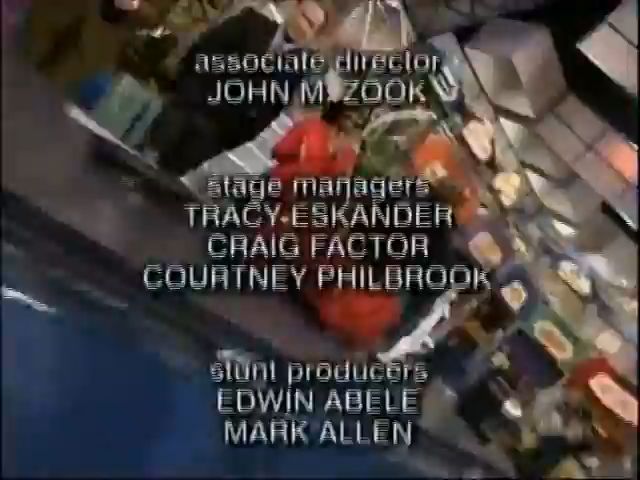 associate director
JOHN M. ZOOK
stage managers
TRACY ESKANDER
CRAIG FACTOR
COURTNEY PHILBROOK
stunt producers
EDWIN ABELE
MARK ALLEN